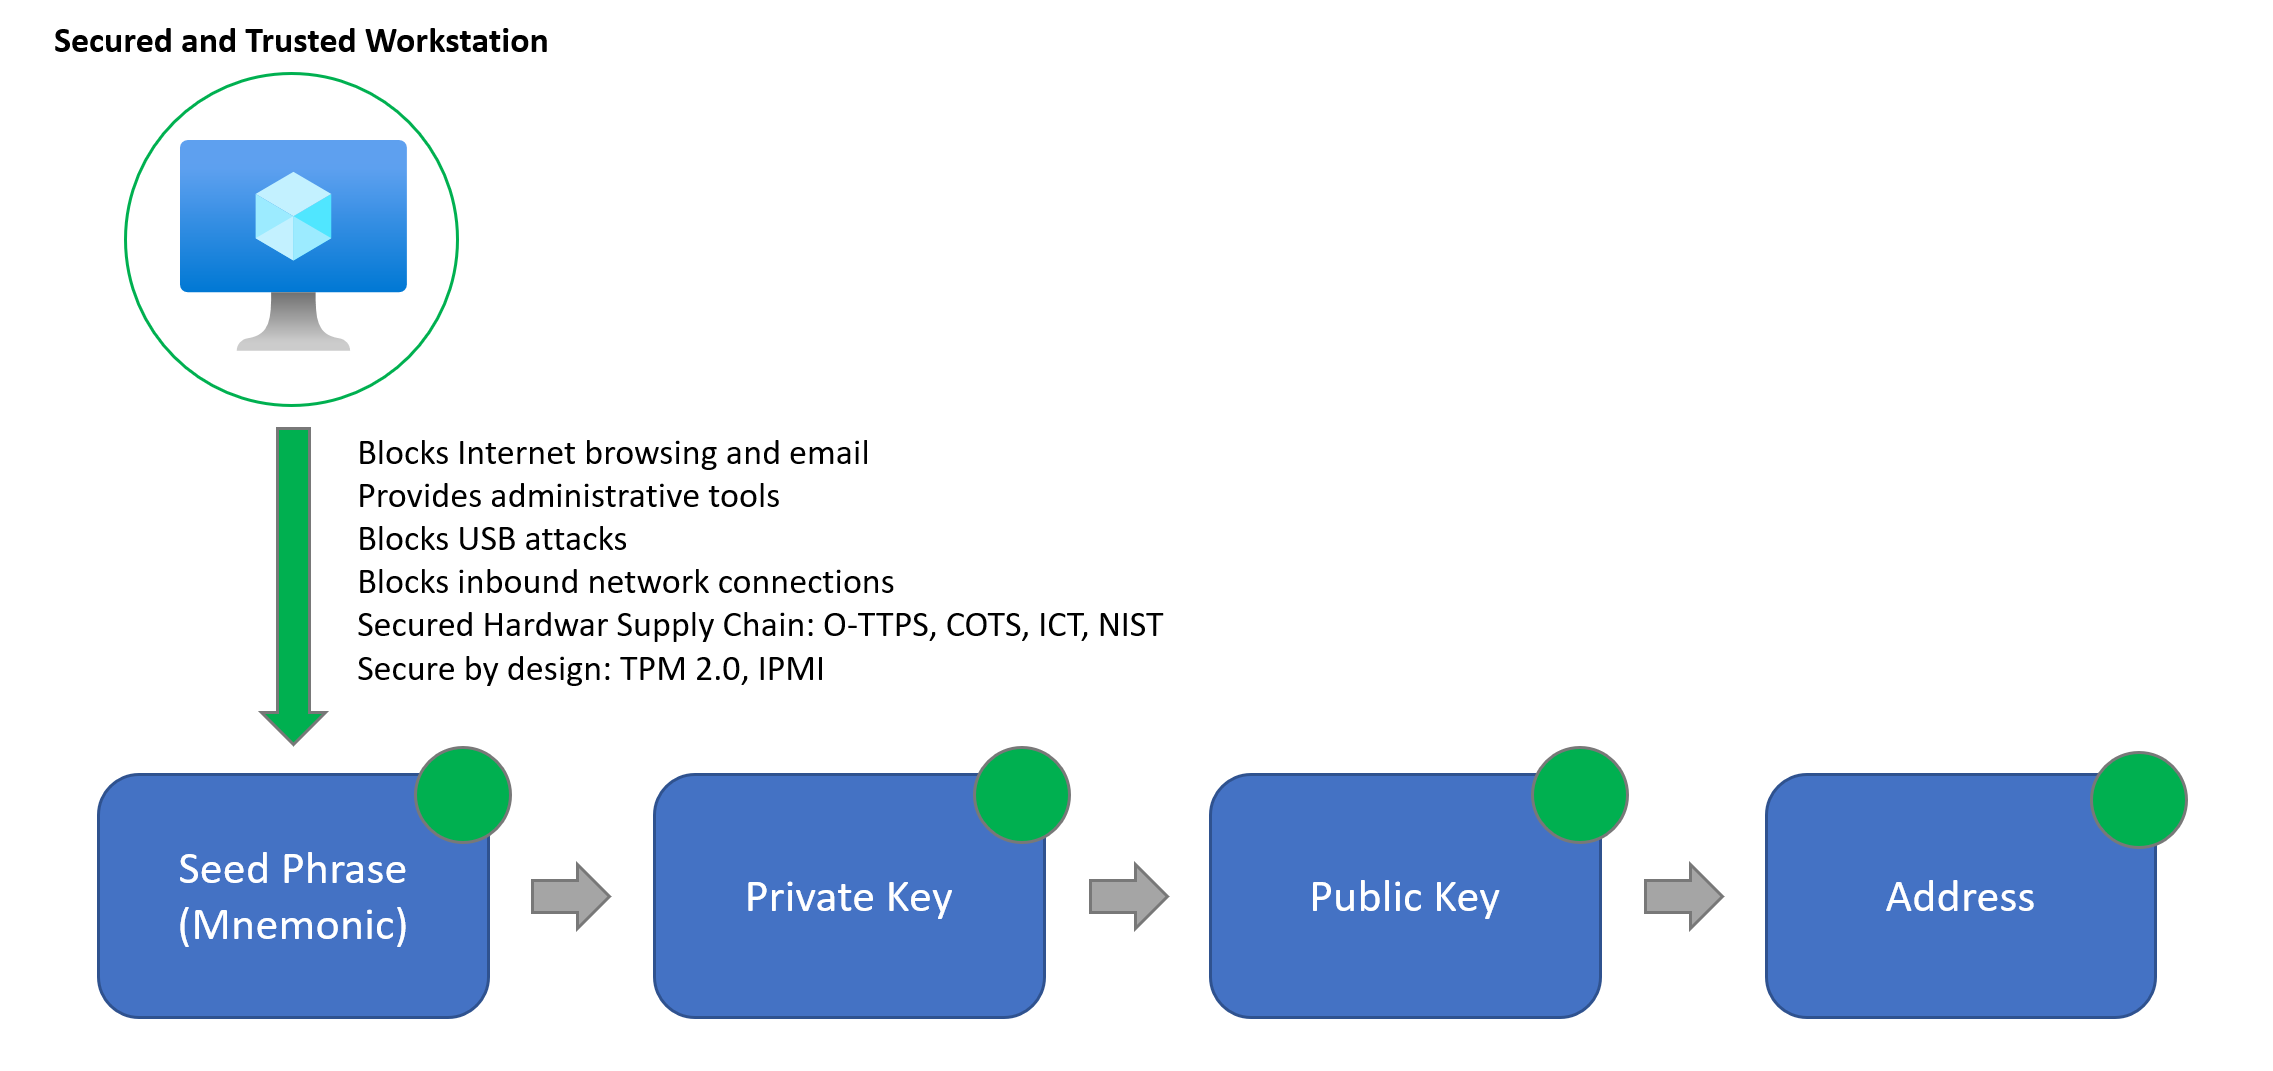 Secured and Trusted Workstation
Blocks Internet browsing and email
Provides administrative tools
Blocks USB attacks
Blocks inbound network connections
Secured Hardwar Supply Chain: O-TTPS, COTS, ICT, NIST
Secure by design: TPM 2.0, IPMI
Seed Phrase
(Mnemonic)
Private Key
Public Key
Address